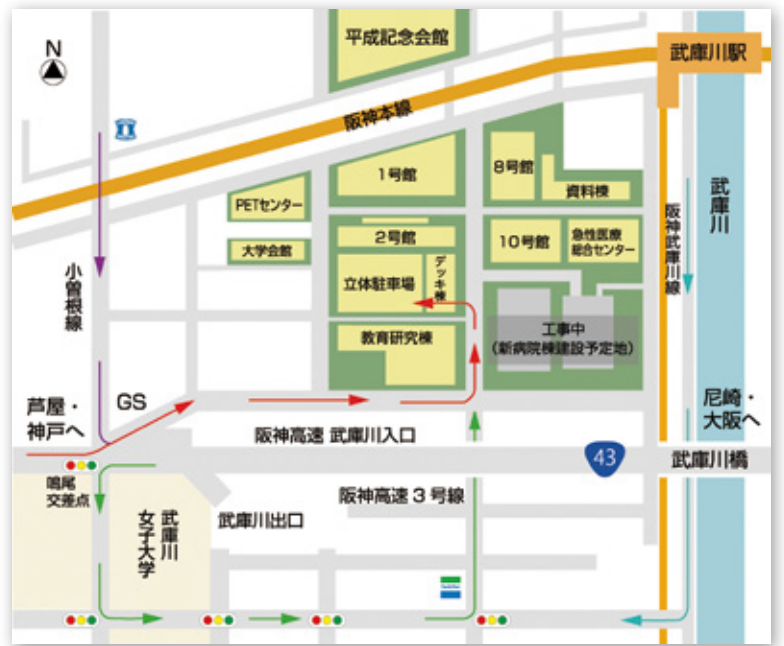 平成記念会館
N
武庫川駅
阪神本線
1号館
8号館
資料棟
PETセンター
武庫川
阪神武庫川線
2号館
10号館
急性医療
総合センター
大学会館
デッキ棟
立体駐車場
小曽根線
教育研究棟
工事中
(新病院棟建設予定地)
芦屋・
神戸へ
GS
尼崎・
大阪へ
阪神高速 武庫川入口
43
武庫川橋
鳴尾
交差点
阪神高速3号線
武庫川
女子大学
武庫川出口